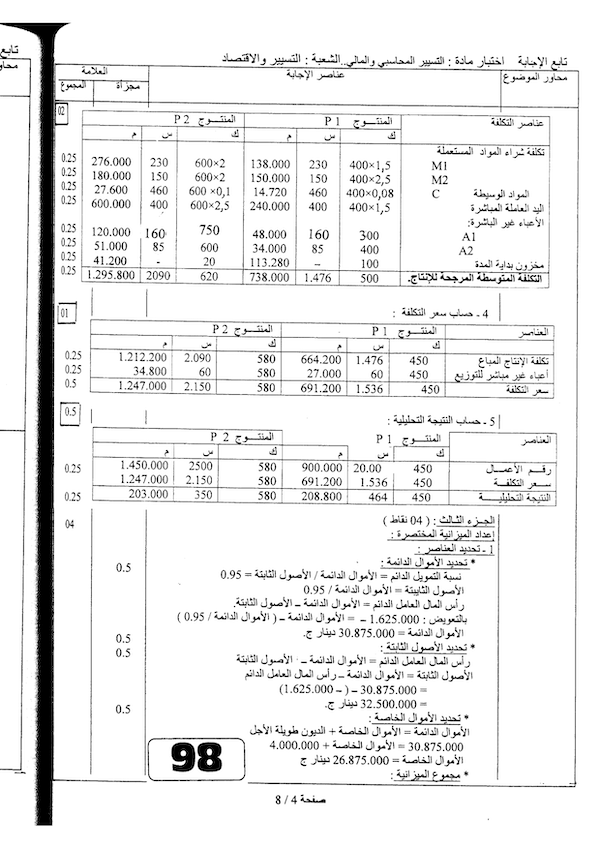 تابع الإجابة اختبار مادة : التسيير المحاسبي والمالي..الشعبة : التسيير والاقتصاد
تابع
محاور الموضوع عناصر الإجابة العلامة
مجزأة المجموع
محاو
02
عناصر التكلفة المنتـــوج P 1 المنتـــوج P 2
ك س م ك س م
تكلفة شراء المواد المستعملة
M1 400×1,5 230 138.000 600×2 230 276.000 0.25
M2 400×2,5 150 150.000 600×2 150 180.000 0.25
المواد الوسيطة C 400×0,08 460 14.720 600 ×0,1 460 27.600 0.25
اليد العاملة المباشرة 400×1,5 400 240.000 600×2,5 400 600.000 0.25
الأعباء غير الباشرة:
A1 300 160 48.000 750 160 120.000 0.25
A2 400 85 34.000 600 85 51.000 0.25
مخزون بداية المدة 100 – 113.280 20 - 41.200 0.25
التكلفة المتوسطة المرجحة للإنتاج. 500 1.476 738.000 620 2090 1.295.800 0.25
01
4 - حساب سعر التكلفة :
العناصر المنتـــوج P 1 المنتـــوج P 2
ك س م ك س م
تكلفة الإنتاج المباع 450 1.476 664.200 580 2.090 1.212.200 0.25
أعباء غير مباشر للتوزيع 450 60 27.000 580 60 34.800 0.25
سعر التكلفة 450 1.536 691.200 580 2.150 1.247.000 0.5
0.5
5 - حساب النتيجة التحليلية :
العناصر المنتـــوج P 1 المنتـــوج P 2
ك س م ك س م
رقـــم الأعمـــال 450 20.00 900.000 580 2500 1.450.000 0.25
سـعر التكلفـــة 450 1.536 691.200 580 2.150 1.247.000
النتيجة التحليليـــة 450 464 208.800 580 350 203.000 0.25
الجـزء الثـالث : ( 04 نقاط ) 04
إعداد الميزانية المختصرة :
1 - تحديد العناصر :
* تحديد الأموال الدائمة : 0.5
نسبة التمويل الدائم = الأموال الدائمة / الأصول الثابتة = 0.95
الأصول الثابيتة = الأموال الدائمة / 0.95
رأس المال العامل الدائم = الأموال الدائمة – الأصول الثابتة.
بالتعويض : 1.625.000 – = الأموال الدائمة – ( الأموال الدائمة / 0.95 )
الأموال الدائمة = 30.875.000 دينار ج. 0.5
* تحديد الأصول الثابتة : 0.5
رأس المال العامل الدائم = الأموال الدائمة – الأصول الثابتة
الأصول الثابتة = الأموال الدائمة – رأس المال العامل الدائم
= 30.875.000 – ( – 1.625.000)
= 32.500.000 دينار ج.
* تحديد الأموال الخاصة : 0.5
الأموال الدائمة = الأموال الخاصة + الديون طويلة الأجل
30.875.000 = الأموال الخاصة + 4.000.000
الأموال الخاصة = 26.875.000 دينار ج
* مجموع الميزانية :
98
صفحة 4 / 8